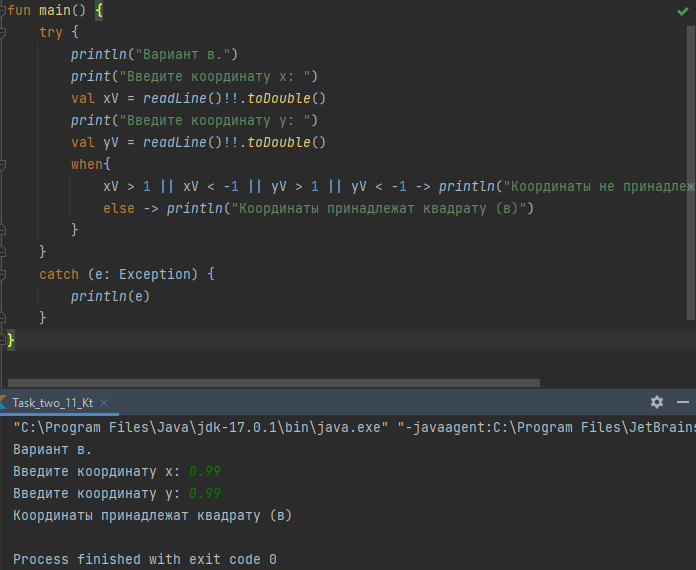 fun main() {
try {
println("Вариант в.")
print("Введите координату x: ")
val xV = readLine()!!.toDouble()
print("Введите координату y: ")
val yV = readLine()!!.toDouble()
when{
xV > 1 || xV < -1 || yV > 1 || yV < -1 -> println("Координаты не принадлеж
else -> println("Координаты принадлежат квадрату (в)")
}
}
catch (e: Exception) {
println(e)
}
}
Task_two_11_Kt ×
"C:\Program Files\Java\jdk-17.0.1\bin\java.exe" "-javaagent:C:\Program Files\JetBrains
Вариант в.
Введите координату x: 0.99
Введите координату y: 0.99
Координаты принадлежат квадрату (в)
Process finished with exit code 0